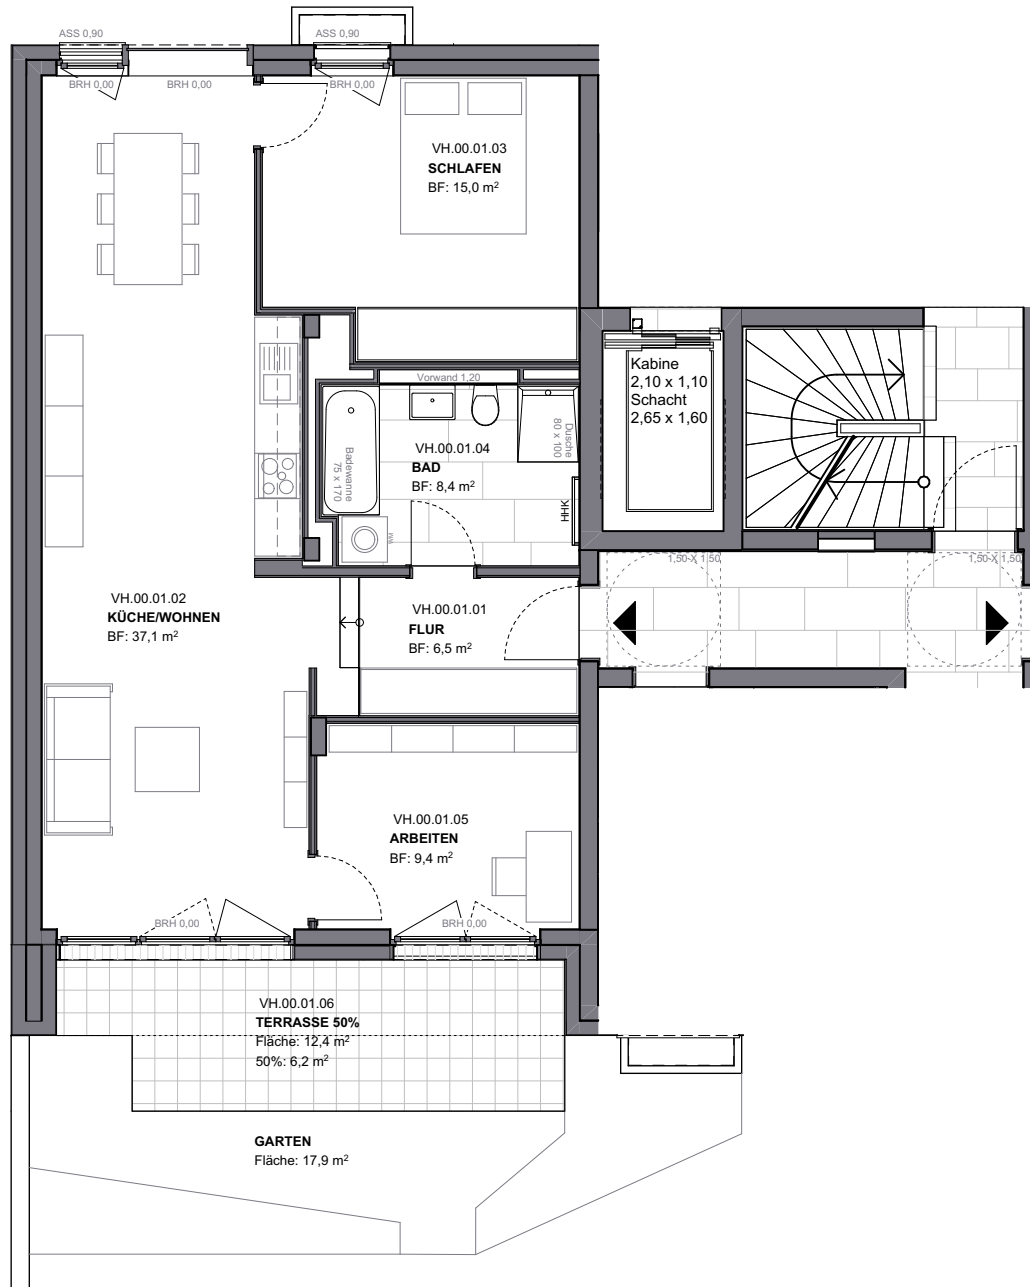 ASS 0,90
ASS 0,90
BRH 0,00
BRH 0,00
BRH 0,00
VH.00.01.03
SCHLAFEN
BF: 15,0 m²
Kabine
2,10 x 1,10
Schacht
2,65 x 1,60
Vorwand 1,20
Dusche
80 x 100
VH.00.01.04
BAD
BF: 8,4 m²
Badewanne
75 x 170
HHK
WM
1,50 X 1,50
1,50 X 1,50
VH.00.01.02
KÜCHE/WOHNEN
BF: 37,1 m²
VH.00.01.01
FLUR
BF: 6,5 m²
VH.00.01.05
ARBEITEN
BF: 9,4 m²
BRH 0,00
BRH 0,00
VH.00.01.06
TERRASSE 50%
Fläche: 12,4 m²
50%: 6,2 m²
GARTEN
Fläche: 17,9 m²